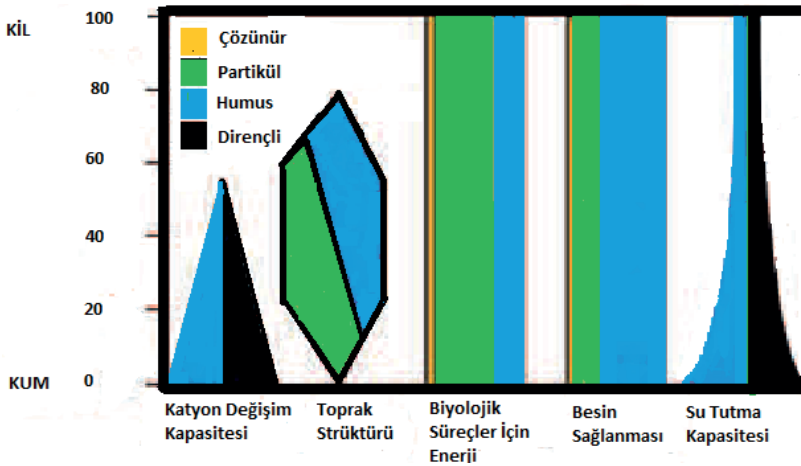 KİL
100
80
60
40
20
KUM
0
Çözünür
Partikül
Humus
Dirençli
Katyon Değişim
Kapasitesi
Toprak
Strüktürü
Biyolojik
Süreçler İçin
Enerji
Besin
Sağlanması
Su Tutma
Kapasitesi